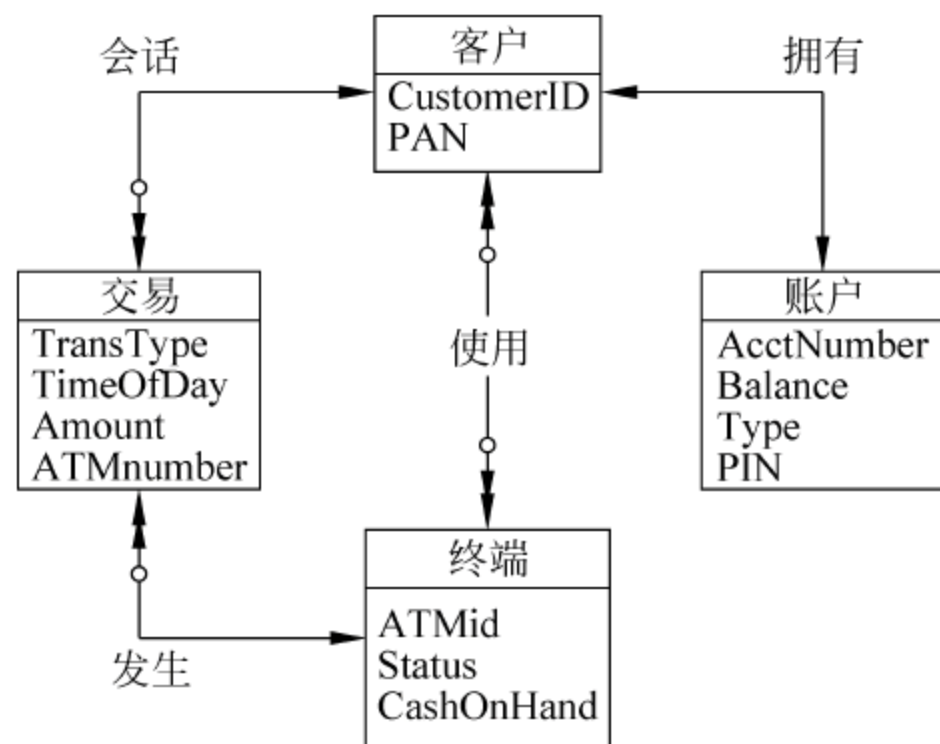 会话
客户
拥有
CustomerID
PAN
交易
TransType
TimeOfDay
Amount
ATMnumber
使用
账户
AcctNumber
Balance
Type
PIN
发生
终端
ATMid
Status
CashOnHand